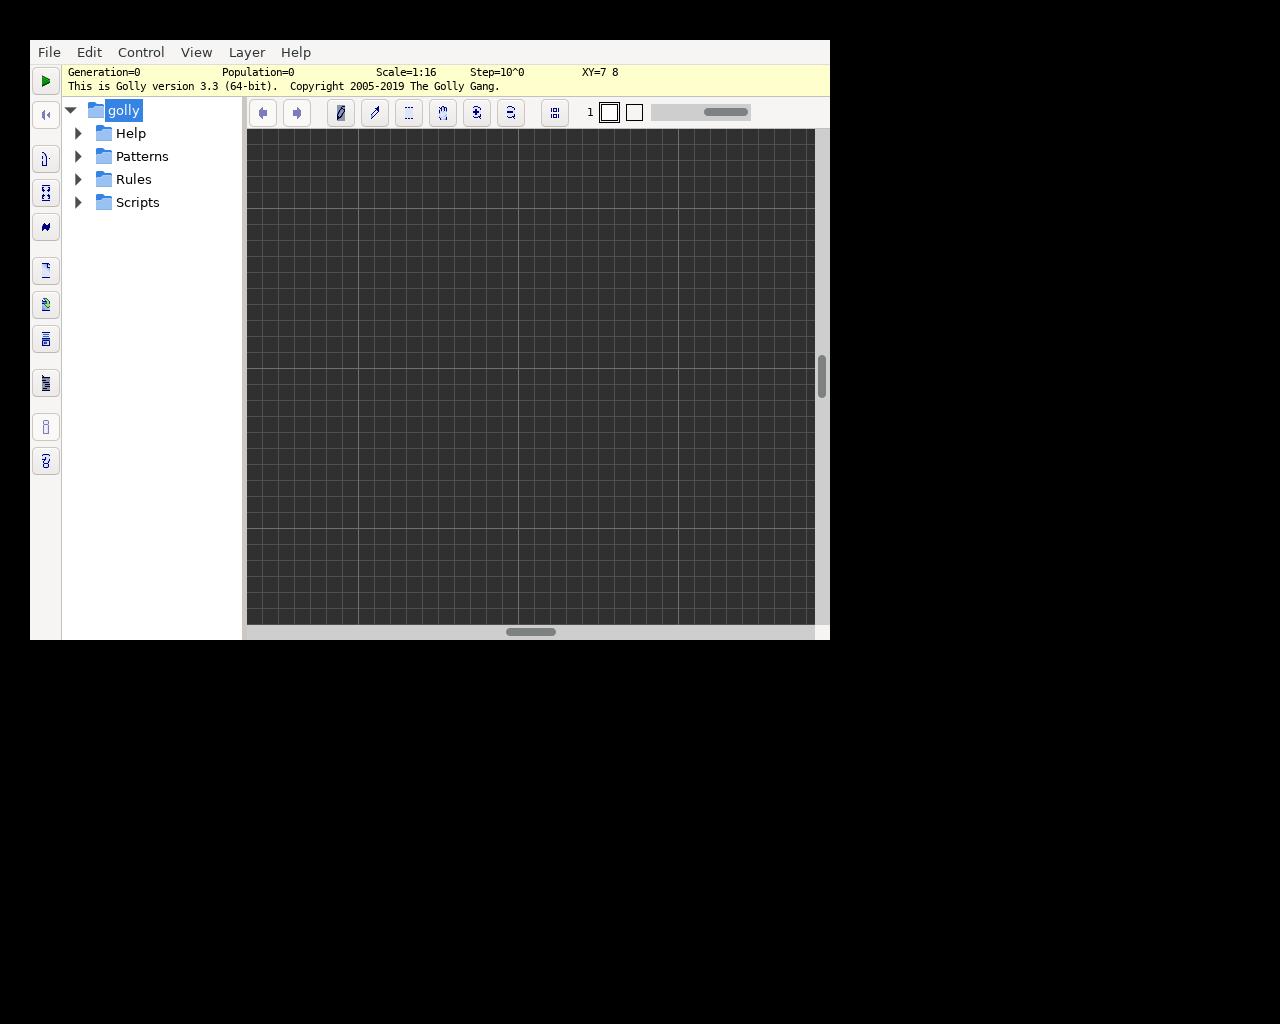 File Edit Control View Layer Help
Generation=0 Population=0 Scale=1:16 Step=10^0 XY=7 8
This is Golly version 3.3 (64-bit). Copyright 2005-2019 The Golly Gang.
golly
1
Help
Patterns
Rules
Scripts